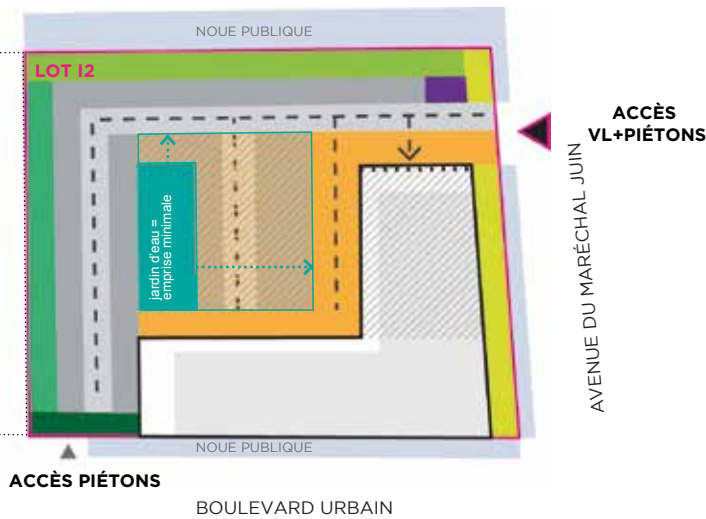 NOUE PUBLIQUE
LOT I2
ACCÈS
VL+PIÉTONS
AVENUE DU MARÉCHAL JUIN
jardin d'eau =
emprise minimale
NOUE PUBLIQUE
ACCÈS PIÉTONS
BOULEVARD URBAIN